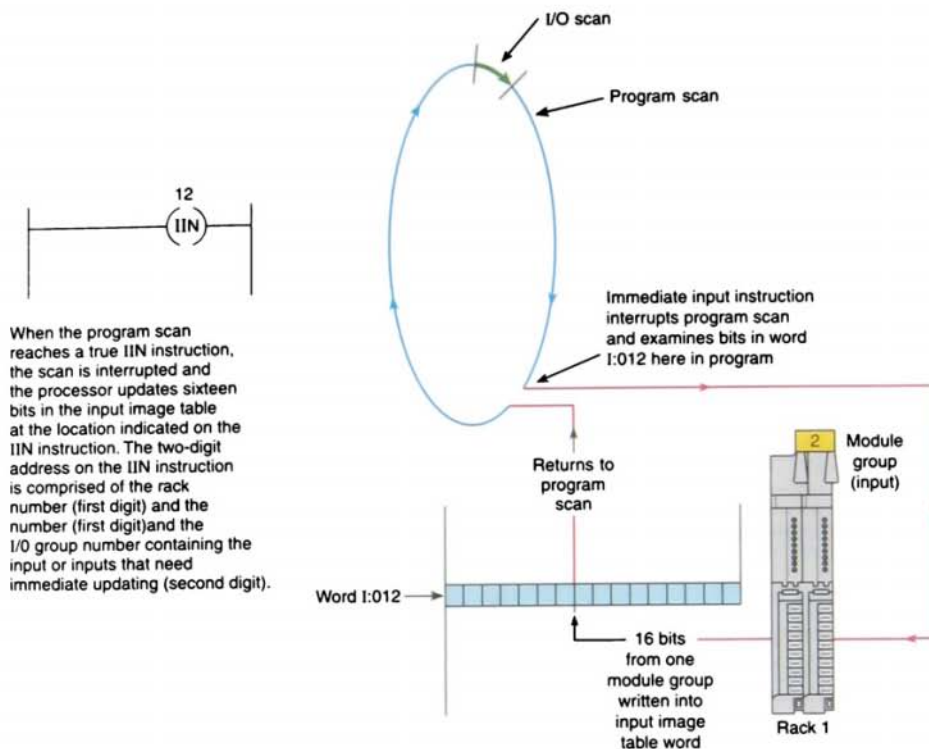 I/O scan
Program scan
12
IIN
When the program scan
reaches a true IIN instruction,
the scan is interrupted and
the processor updates sixteen
bits in the input image table
at the location indicated on the
IIN instruction. The two-digit
address on the IIN instruction
is comprised of the rack
number (first digit) and the
number (first digit)and the
I/0 group number containing the
input or inputs that need
immediate updating (second digit).
Immediate input instruction
interrupts program scan
and examines bits in word
I:012 here in program
2
Module
group
(input)
Returns to
program
scan
Word I:012
16 bits
from one
module group
written into
input image
table word
Rack 1